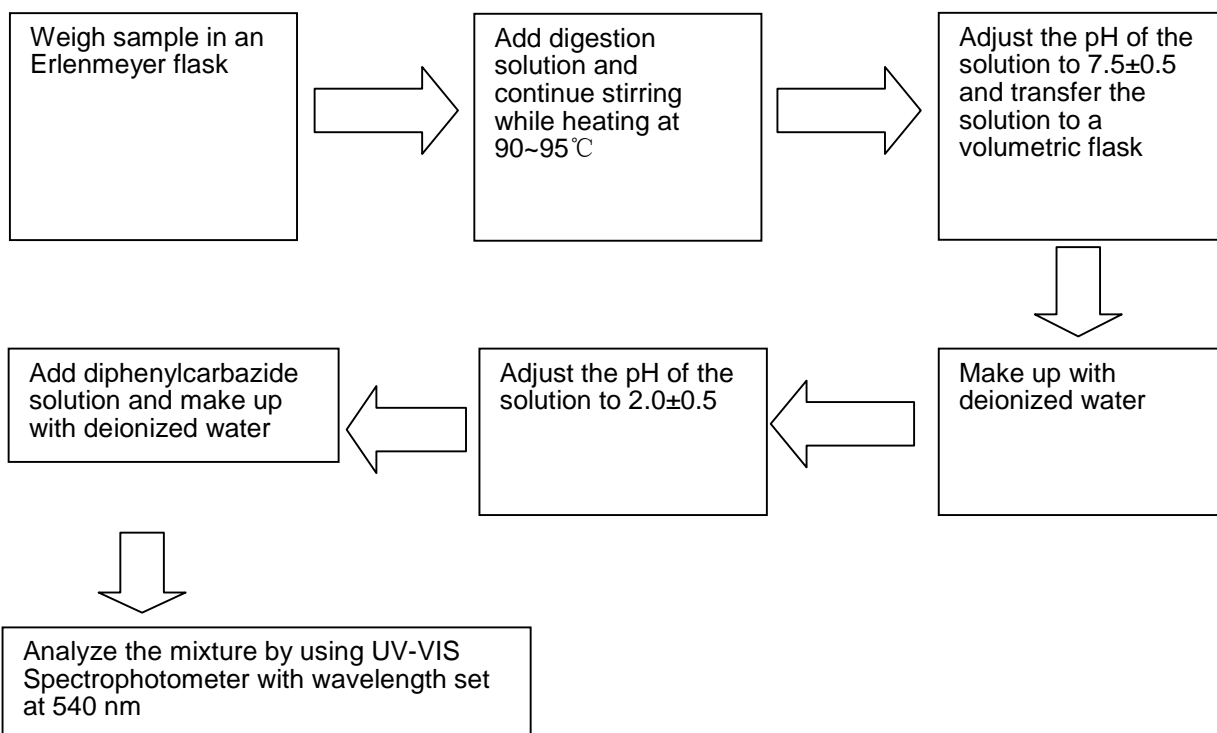 Weigh sample in an
Erlenmeyer flask
Add digestion
solution and
continue stirring
while heating at
90~95℃
Adjust the pH of the
solution to 7.5±0.5
and transfer the
solution to a
volumetric flask
Make up with
deionized water
Adjust the pH of the
solution to 2.0±0.5
Add diphenylcarbazide
solution and make up
with deionized water
Analyze the mixture by using UV-VIS
Spectrophotometer with wavelength set
at 540 nm